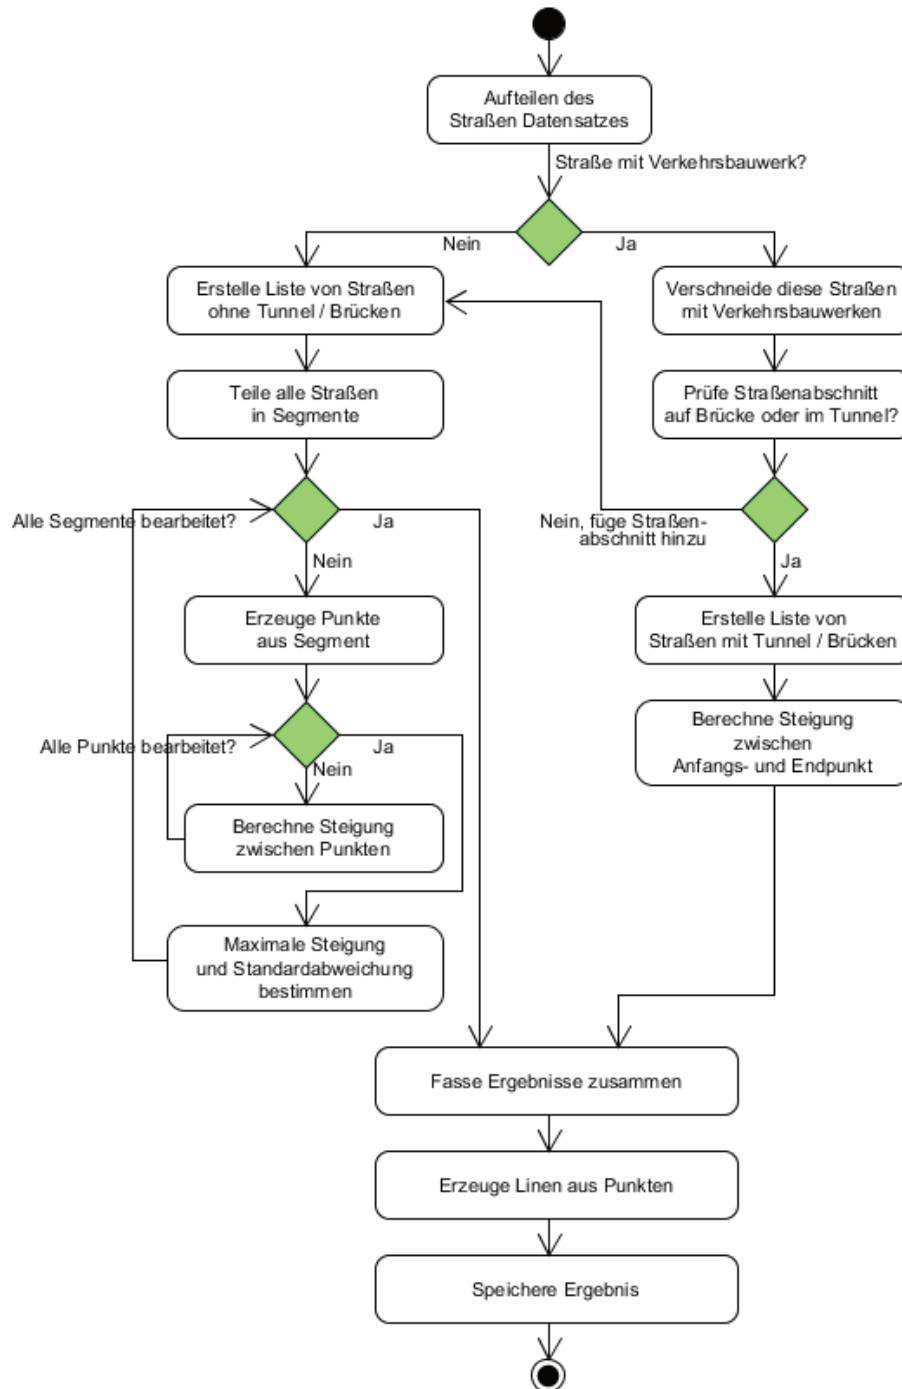 Aufteilen des
Straßen Datensatzes
Straße mit Verkehrsbauwerk?
Nein
Ja
Erstelle Liste von Straßen
ohne Tunnel / Brücken
Verschneide diese Straßen
mit Verkehrsbauwerken
Teile alle Straßen
in Segmente
Prüfe Straßenabschnitt
auf Brücke oder im Tunnel?
Alle Segmente bearbeitet?
Ja
Nein, füge Straßen-
abschnitt hinzu
Nein
Ja
Erzeuge Punkte
aus Segment
Erstelle Liste von
Straßen mit Tunnel / Brücken
Alle Punkte bearbeitet?
Ja
Nein
Berechne Steigung
zwischen
Anfangs- und Endpunkt
Berechne Steigung
zwischen Punkten
Maximale Steigung
und Standardabweichung
bestimmen
Fasse Ergebnisse zusammen
Erzeuge Linen aus Punkten
Speichere Ergebnis